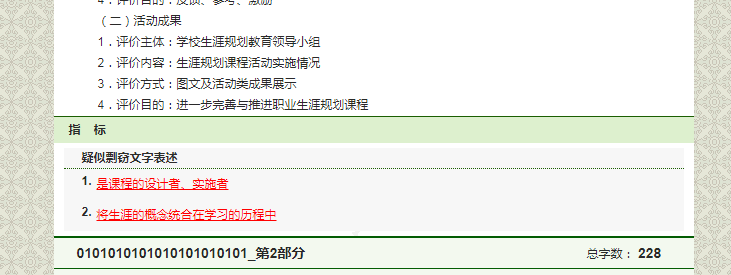 4．评价目的：反馈、参考、激励
（二）活动成果
1．评价主体：学校生涯规划教育领导小组
2．评价内容：生涯规划课程活动实施情况
3．评价方式：图文及活动类成果展示
4．评价目的：进一步完善与推进职业生涯规划课程
指 标
疑似剽窃文字表述
1. 是课程的设计者、实施者
2. 将生涯的概念统合在学习的历程中
0101010101010101010101_第2部分 总字数： 228